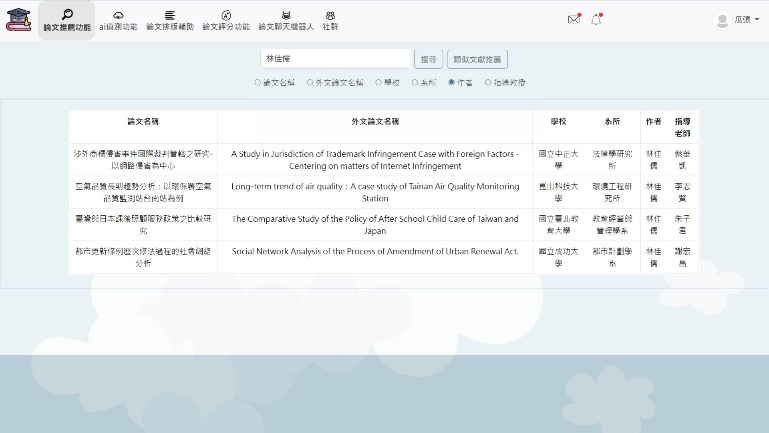 論文推薦功能 ai偵測功能 論文排版輔助 論文評分功能 論文聊天機器人 社群 瓜張
林佳儒 搜尋 類似文獻推薦
論文名稱 外文論文名稱 學校 系所 作者 指導教授
論文名稱 外文論文名稱 學校 系所 作者 指導
老師
涉外商標侵害事件國際裁判管轄之研究- A Study in Jurisdiction of Trademark Infringement Case with Foreign Factors - 國立中正大 法律學研究 林佳 蔡華
以網路侵害為中心 Centering on matters of Internet Infringement 學 所 儒 凱
空氣品質長期趨勢分析：以環保署空氣 Long-term trend of air quality：A case study of Tainan Air Quality Monitoring 崑山科技大 環境工程研 林佳 李志
品質監測站台南站為例 Station 學 究所 儒 賢
臺灣與日本課後照顧服務政策之比較研 The Comparative Study of the Policy of After School Child Care of Taiwan and 國立臺北教 教育經營與 林佳 朱子
究 Japan 育大學 管理學系 儒 君
都市更新條例歷次修法過程的社會網絡 Social Network Analysis of the Process of Amendment of Urban Renewal Act. 國立成功大 都市計劃學 林佳 謝宏
分析 學 系 儒 昌